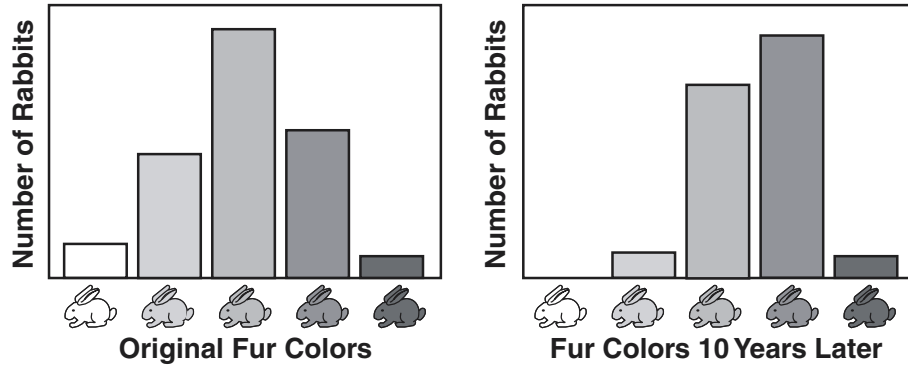 Number of Rabbits
Original Fur Colors
Number of Rabbits
Fur Colors 10 Years Later